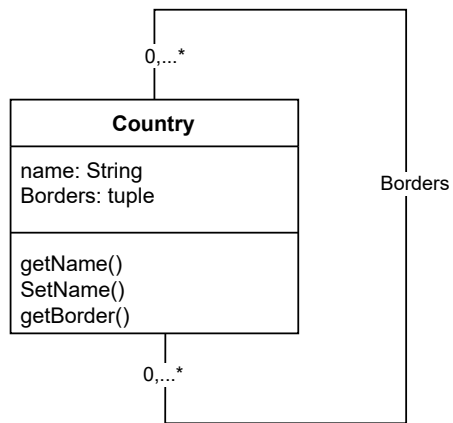 0,...*
Country
name: String
Borders: tuple
Borders
getName()
SetName()
getBorder()
0,...*